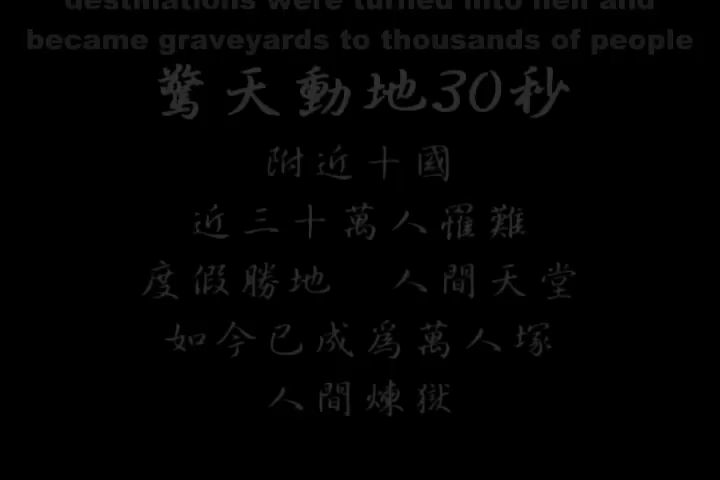 destinations were turned into hell and
became graveyards to thousands of people
驚天動地30秒
附近十國
近三十萬人罹難
度假勝地　人間天堂
如今已成為萬人塚
人間煉獄